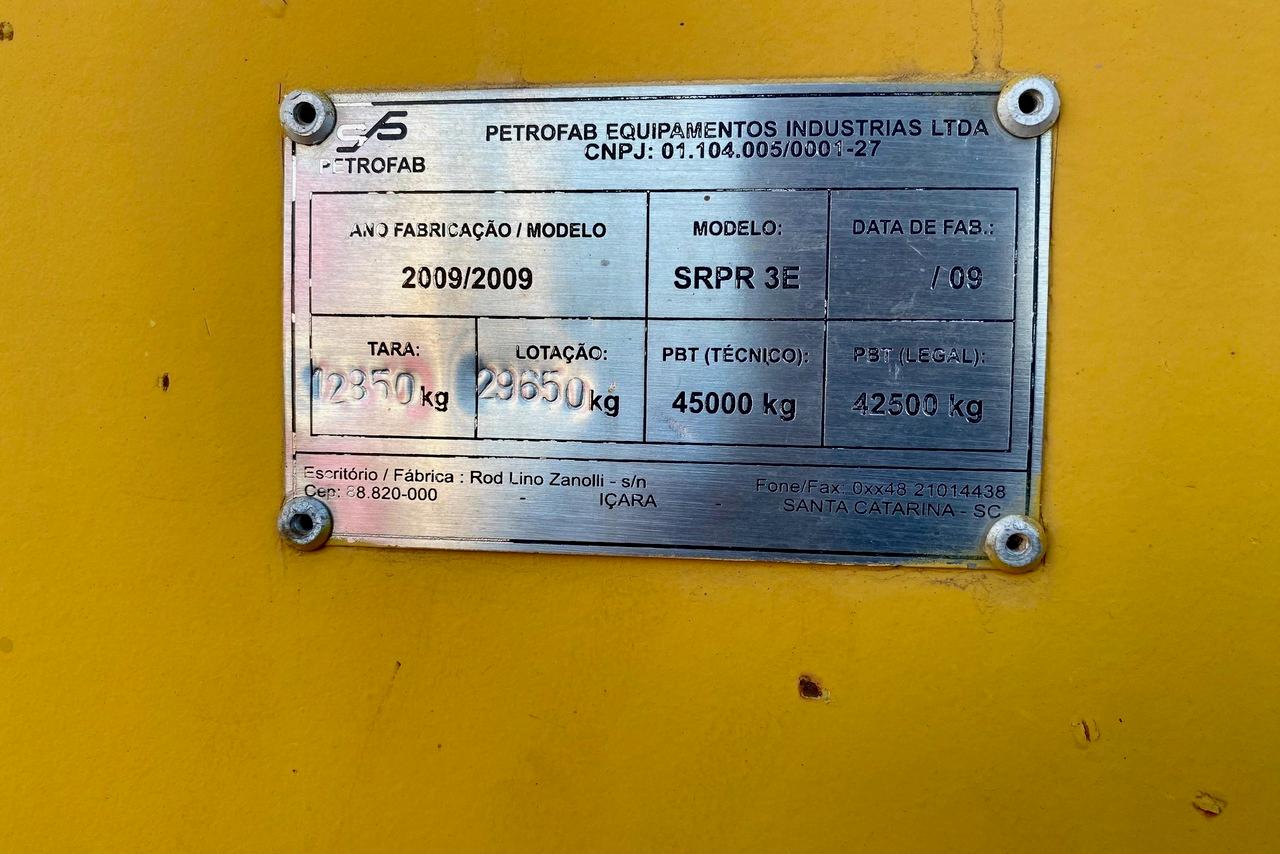 PETROFAB
PETROFAB EQUIPAMENTOS INDUSTRIAS LTDA
CNPJ: 01.104.005/0001-27
ANO FABRICAÇÃO / MODELO
2009/2009
MODELO:
SRPR 3E
DATA DE FAB.:
/ 09
TARA:
12850 kg
LOTAÇÃO:
29650 kg
PBT (TÉCNICO):
45000 kg
PBT (LEGAL):
42500 kg
Escritório / Fábrica : Rod Lino Zanolli - s/n
Cep: 88.820-000 IÇARA -
Fone/Fax: 0xx48 21014438
SANTA CATARINA - SC